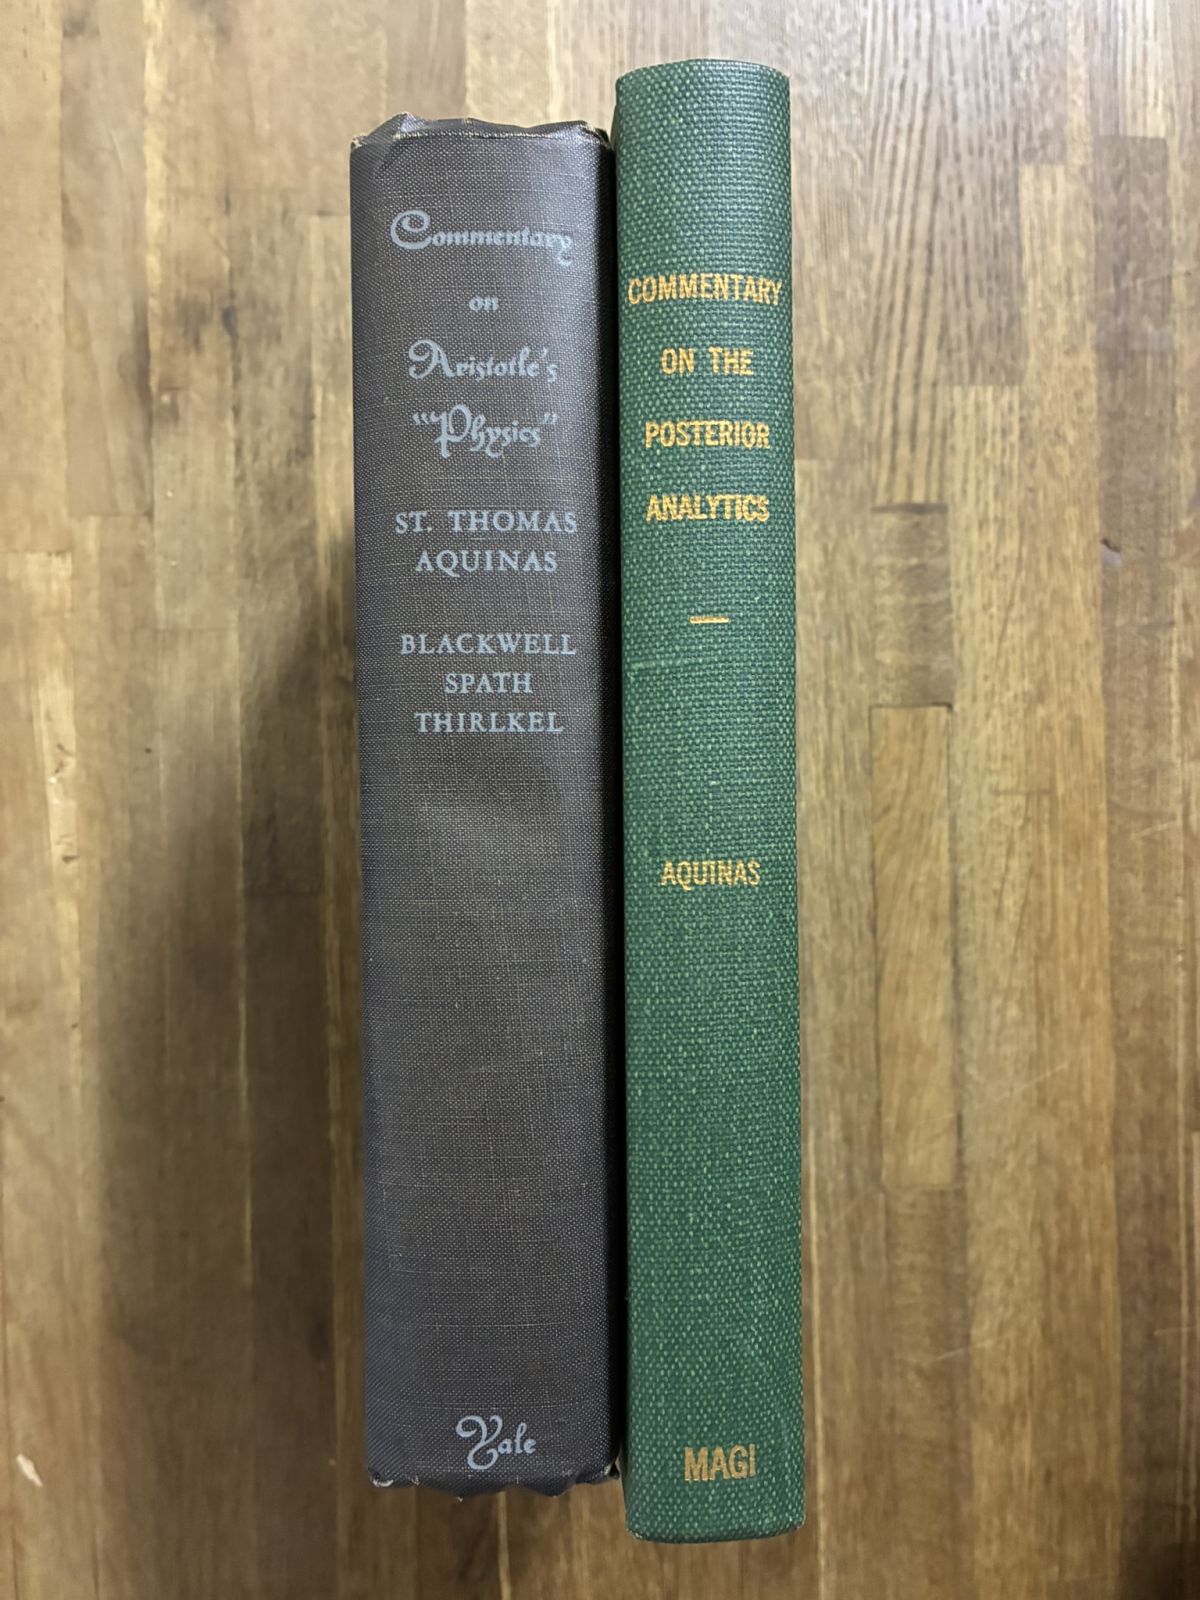 Commentary
on
Aristotle's
"Physics"
ST. THOMAS
AQUINAS
BLACKWELL
SPATH
THIRLKEL
Yale
COMMENTARY
ON THE
POSTERIOR
ANALYTICS
AQUINAS
MAGI